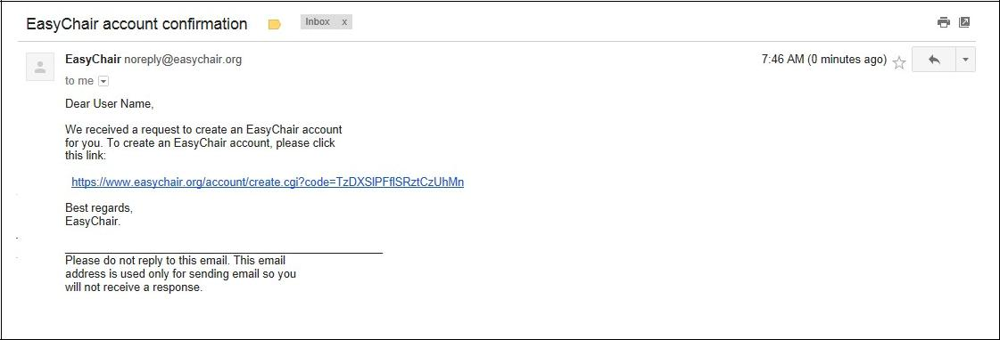 EasyChair account confirmation Inbox x
EasyChair noreply@easychair.org 7:46 AM (0 minutes ago)
to me
Dear User Name,
We received a request to create an EasyChair account
for you. To create an EasyChair account, please click
this link:
https://www.easychair.org/account/create.cgi?code=TzDXSlPFflSRztCzUhMn
Best regards,
EasyChair.
Please do not reply to this email. This email
address is used only for sending email so you
will not receive a response.